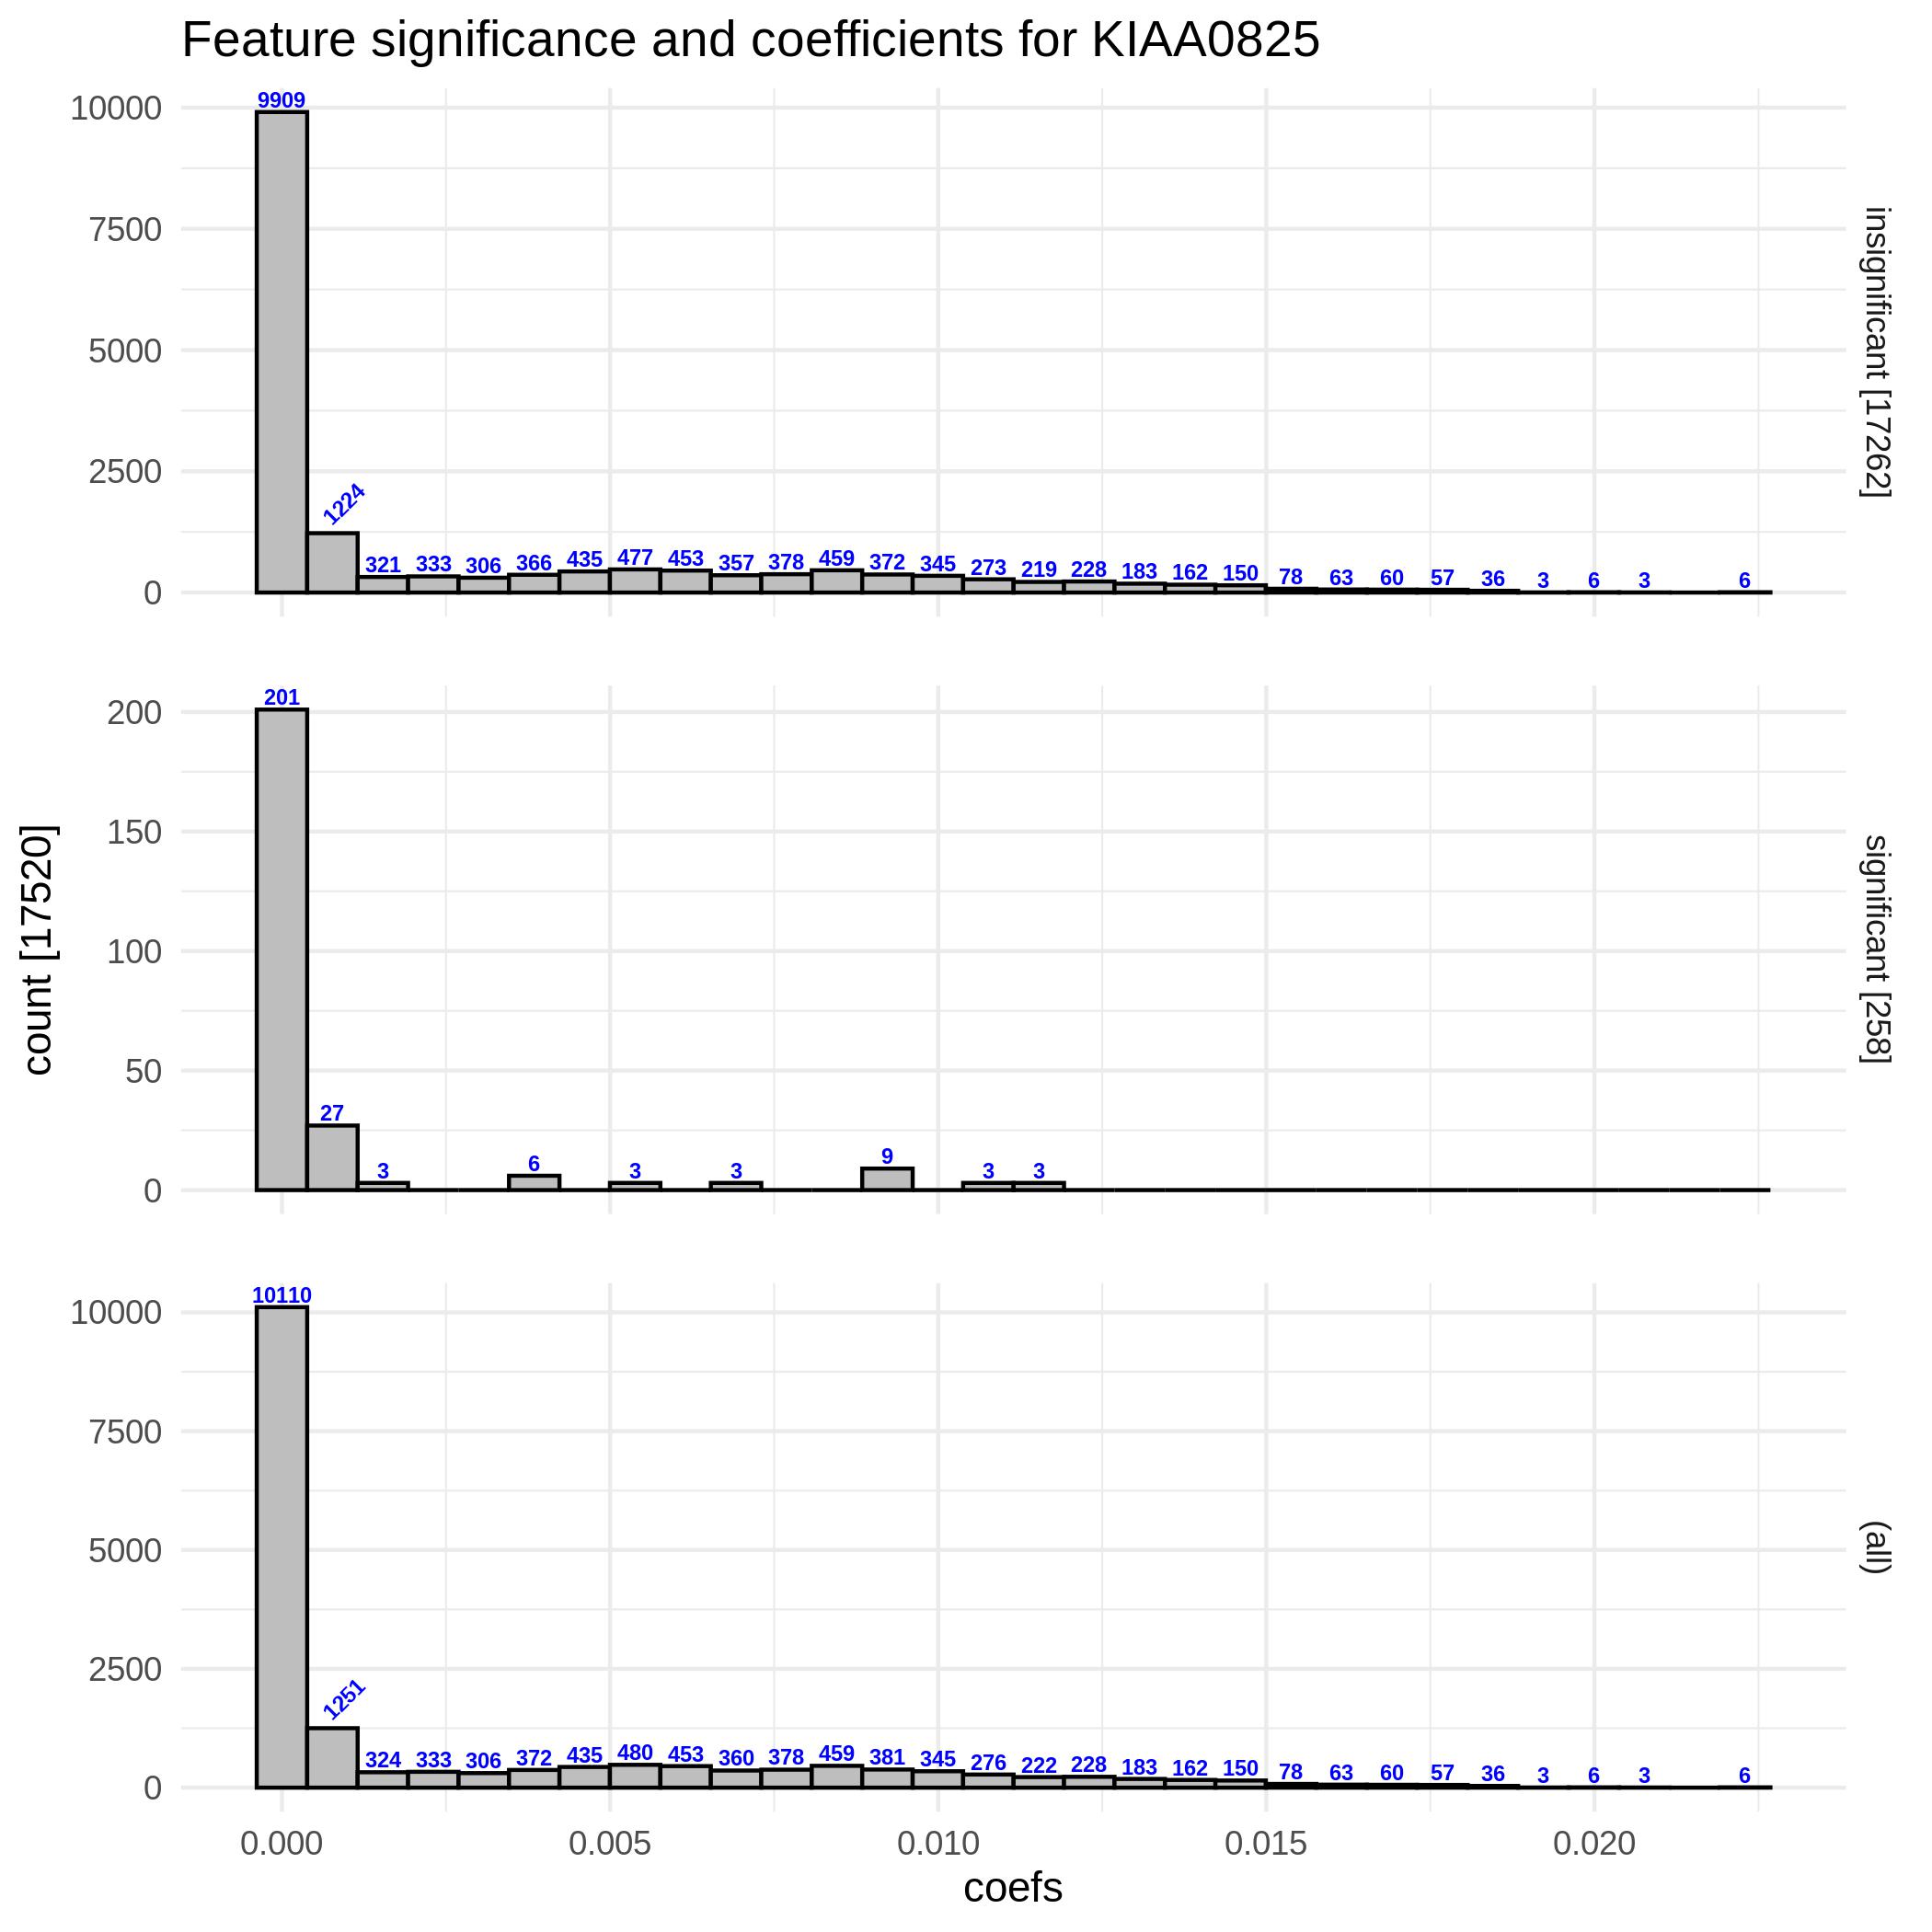 Feature significance and coefficients for KIAA0825
count [17520]
9909
10000
7500
5000
2500
0
1224
321 333 306 366 435 477 453 357 378 459 372 345 273 219 228 183 162 150 78 63 60 57 36 3 6 3 6
insignificant [17262]
201
200
150
100
50
0
27
3 6 3 3 9 3 3
significant [258]
10110
10000
7500
5000
2500
0
1251
324 333 306 372 435 480 453 360 378 459 381 345 276 222 228 183 162 150 78 63 60 57 36 3 6 3 6
(all)
0.000 0.005 0.010 0.015 0.020
coefs